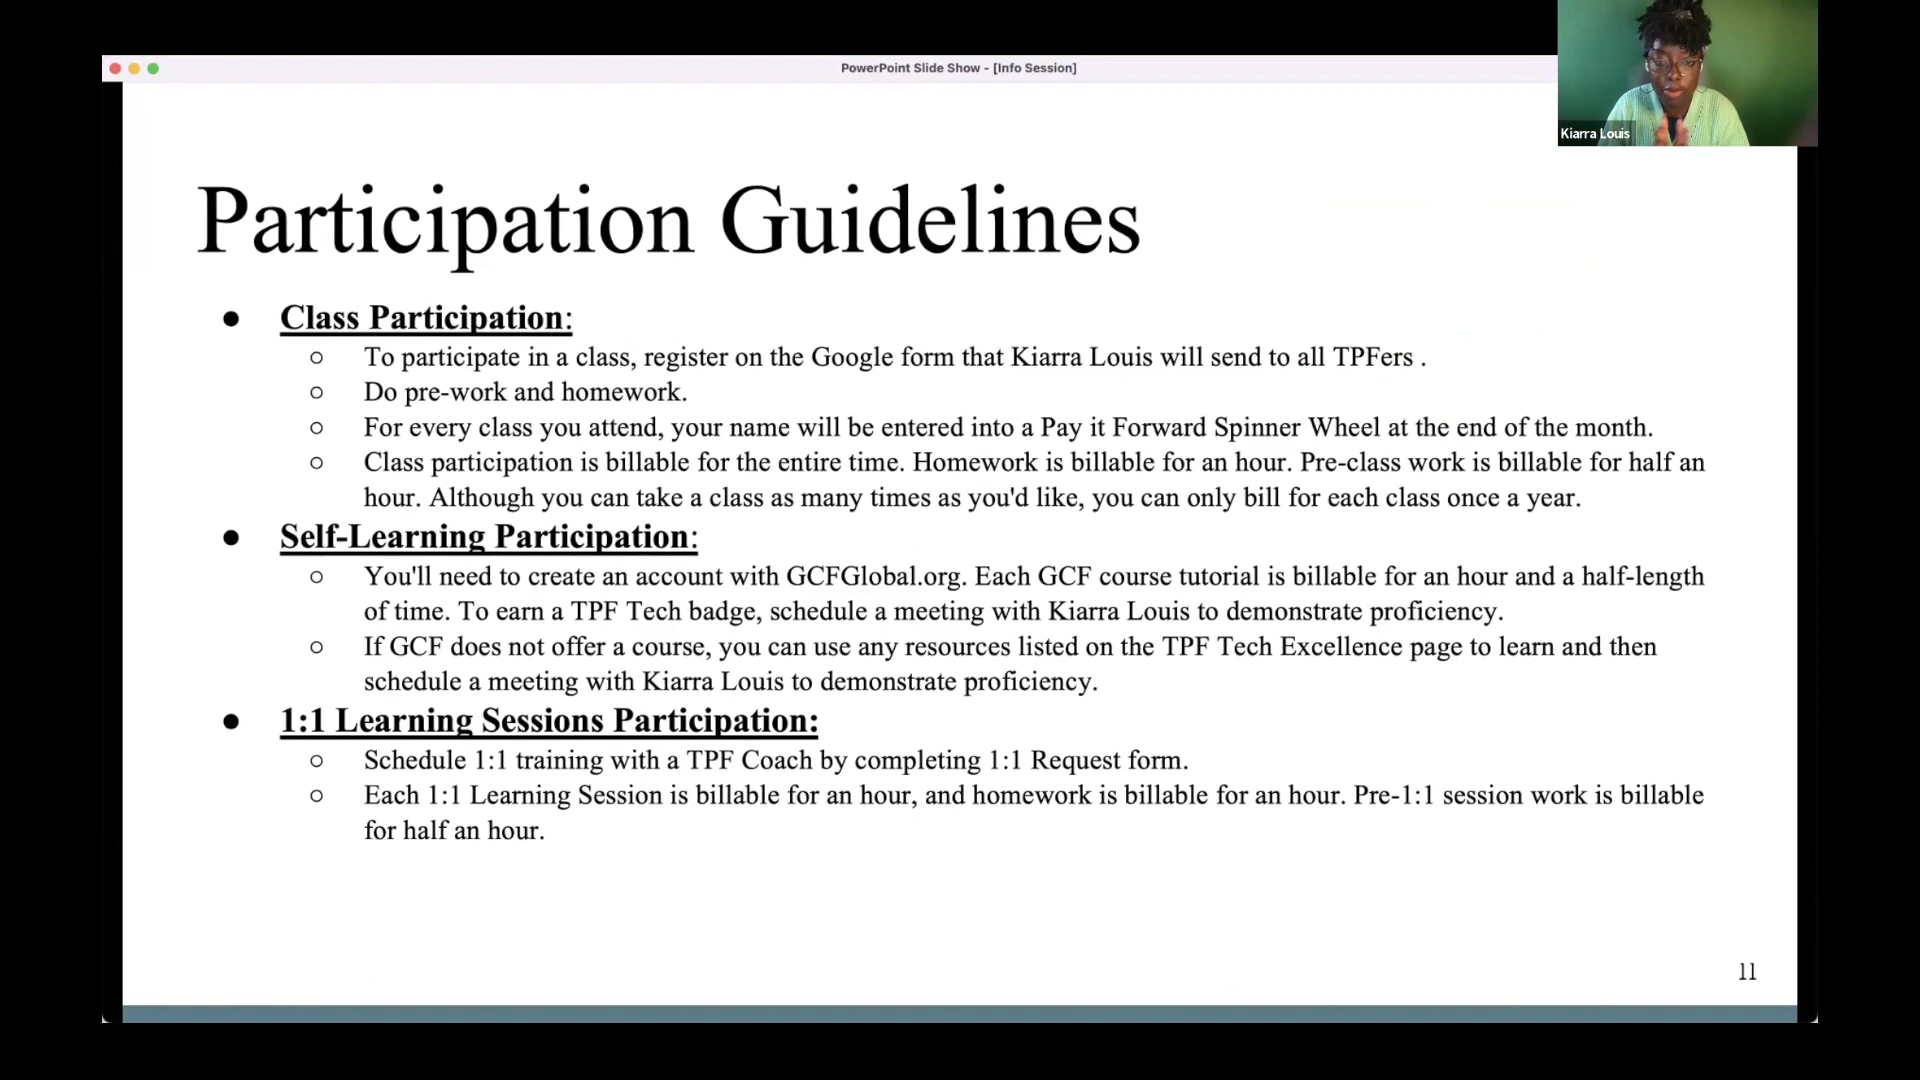 PowerPoint Slide Show - [Info Session]
Kiarra Louis
Participation Guidelines
● Class Participation:
○ To participate in a class, register on the Google form that Kiarra Louis will send to all TPFers .
○ Do pre-work and homework.
○ For every class you attend, your name will be entered into a Pay it Forward Spinner Wheel at the end of the month.
○ Class participation is billable for the entire time. Homework is billable for an hour. Pre-class work is billable for half an
hour. Although you can take a class as many times as you'd like, you can only bill for each class once a year.
● Self-Learning Participation:
○ You'll need to create an account with GCFGlobal.org. Each GCF course tutorial is billable for an hour and a half-length
of time. To earn a TPF Tech badge, schedule a meeting with Kiarra Louis to demonstrate proficiency.
○ If GCF does not offer a course, you can use any resources listed on the TPF Tech Excellence page to learn and then
schedule a meeting with Kiarra Louis to demonstrate proficiency.
● 1:1 Learning Sessions Participation:
○ Schedule 1:1 training with a TPF Coach by completing 1:1 Request form.
○ Each 1:1 Learning Session is billable for an hour, and homework is billable for an hour. Pre-1:1 session work is billable
for half an hour.
11